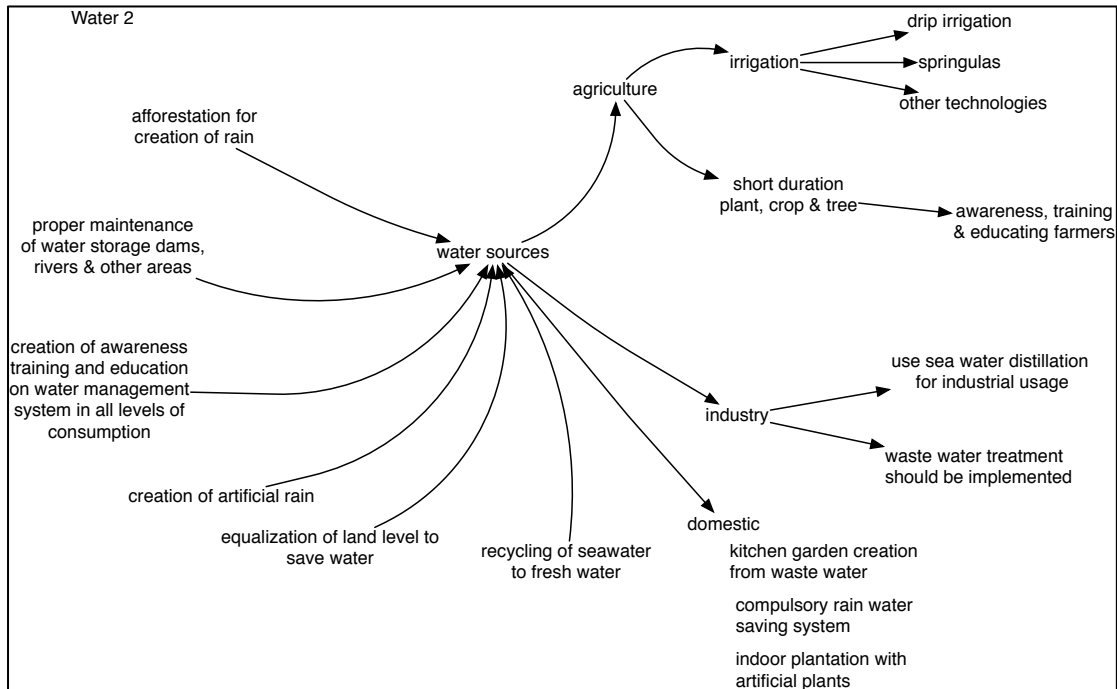 Water 2
afforestation for
creation of rain
proper maintenance
of water storage dams,
rivers & other areas
creation of awareness
training and education
on water management
system in all levels of
consumption
creation of artificial rain
equalization of land level to
save water
recycling of seawater
to fresh water
water sources
agriculture
irrigation
drip irrigation
springulas
other technologies
short duration
plant, crop & tree
awareness, training
& educating farmers
industry
use sea water distillation
for industrial usage
waste water treatment
should be implemented
domestic
kitchen garden creation
from waste water
compulsory rain water
saving system
indoor plantation with
artificial plants